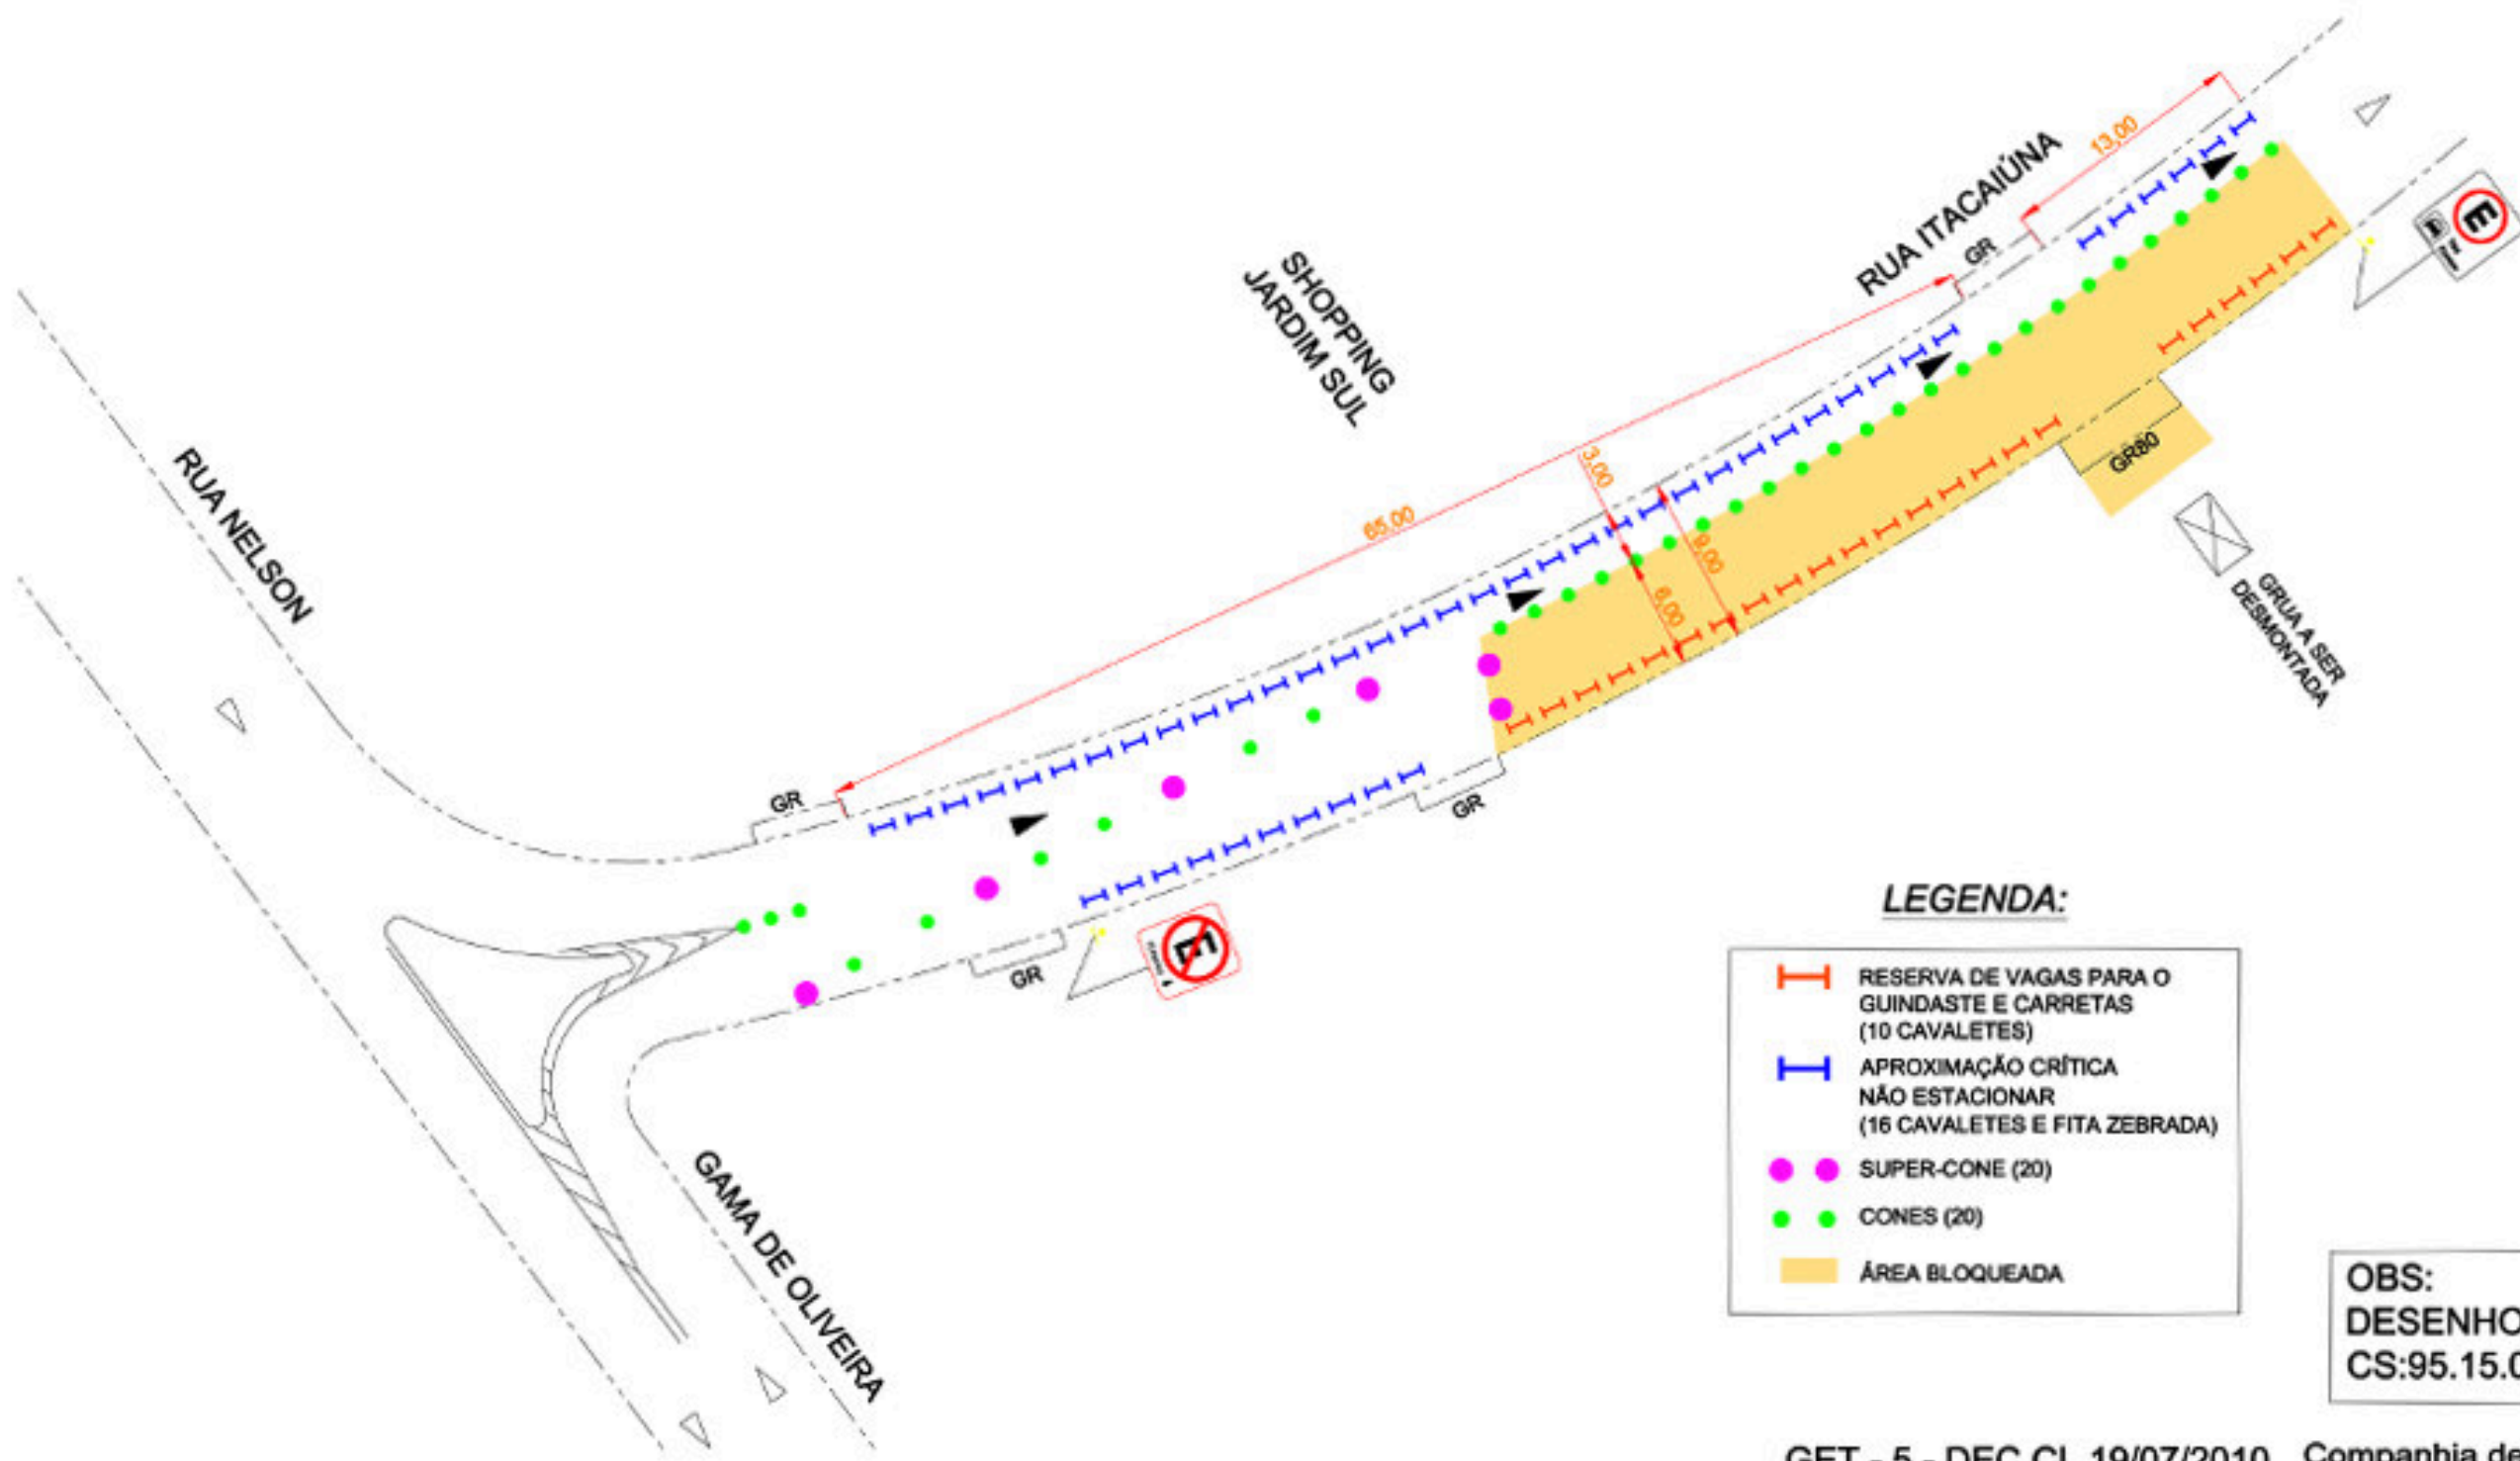 RUA ITACAIÚNA
13,00
GR
SHOPPING
JARDIM SUL
E
RUA NELSON
3,00
65,00
9,00
6,00
GR80
GRUA A SER
DESMONTADA
GR
GR
GR
E
GAMA DE OLIVEIRA
LEGENDA:
RESERVA DE VAGAS PARA O
GUINDASTE E CARRETAS
(10 CAVALETES)
APROXIMAÇÃO CRÍTICA
NÃO ESTACIONAR
(16 CAVALETES E FITA ZEBRADA)
SUPER-CONE (20)
CONES (20)
ÁREA BLOQUEADA
OBS:
DESENHO
CS:95.15.0
GET - 5 - DEC CL 19/07/2010 Companhia de